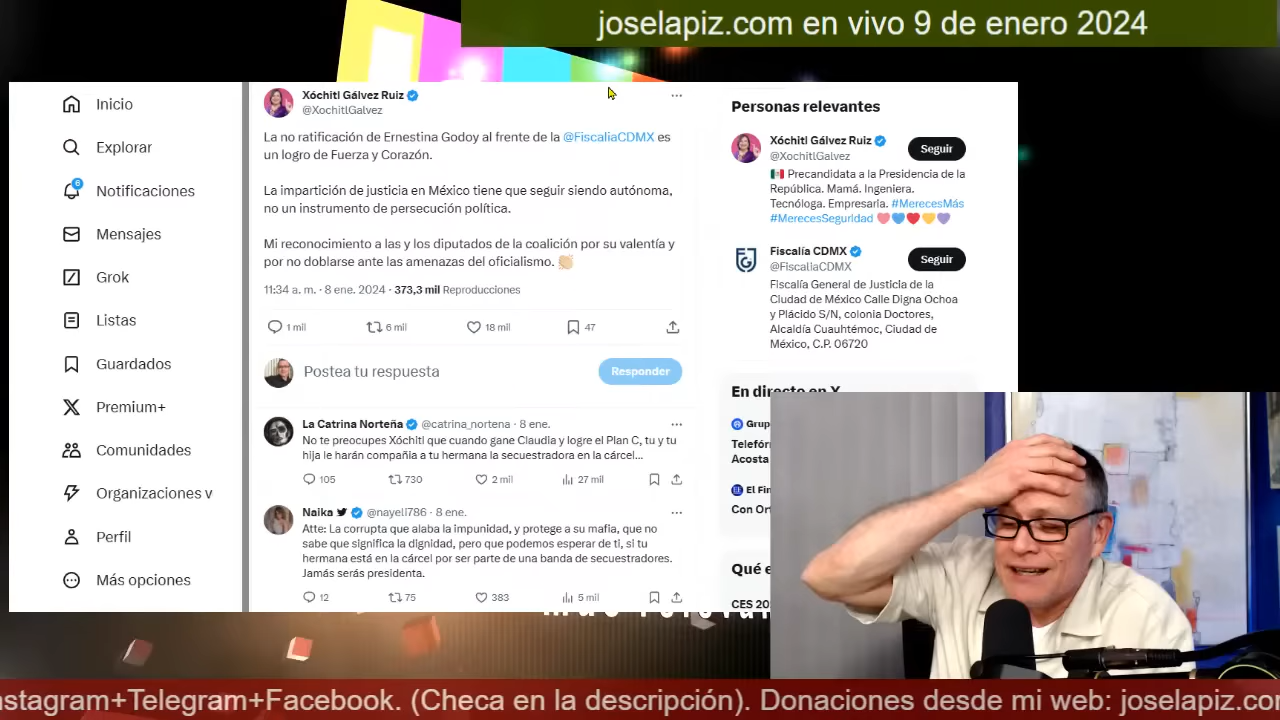 joselapiz.com en vivo 9 de enero 2024
Inicio
Explorar
6
Notificaciones
Mensajes
Grok
Listas
Guardados
Premium+
Comunidades
Organizaciones v
Perfil
Más opciones
Xóchitl Gálvez Ruiz
@XochitlGalvez
La no ratificación de Ernestina Godoy al frente de la @FiscaliaCDMX es
un logro de Fuerza y Corazón.
La impartición de justicia en México tiene que seguir siendo autónoma,
no un instrumento de persecución política.
Mi reconocimiento a las y los diputados de la coalición por su valentía y
por no doblarse ante las amenazas del oficialismo. 👏🏼
11:34 a. m. · 8 ene. 2024 · 373,3 mil Reproducciones
1 mil 6 mil 18 mil 47
Postea tu respuesta
Responder
La Catrina Norteña @catrina_nortena · 8 ene.
No te preocupes Xóchitl que cuando gane Claudia y logre el Plan C, tu y tu
hija le harán compañia a tu hermana la secuestradora en la cárcel...
105 730 2 mil 27 mil
Naika @nayell786 · 8 ene.
Atte: La corrupta que alaba la impunidad, y protege a su mafia, que no
sabe que significa la dignidad, pero que podemos esperar de ti, si tu
hermana está en la cárcel por ser parte de una banda de secuestradores.
Jamás serás presidenta.
12 75 383 5 mil
Personas relevantes
Xóchitl Gálvez Ruiz
@XochitlGalvez
Seguir
🇲🇽 Precandidata a la Presidencia de la
República. Mamá. Ingeniera.
Tecnóloga. Empresaria. #MerecesMás
#MerecesSeguridad 🩷💙❤️💛💜
Fiscalía CDMX
@FiscaliaCDMX
Seguir
Fiscalía General de Justicia de la
Ciudad de México Calle Digna Ochoa
y Plácido S/N, colonia Doctores,
Alcaldía Cuauhtémoc, Ciudad de
México, C.P. 06720
En directo en X
Grup
Teléfor
Acosta
El Fin
Con Ort
Qué e
CES 20
nstagram+Telegram+Facebook. (Checa en la descripción). Donaciones desde mi web: joselapiz.co